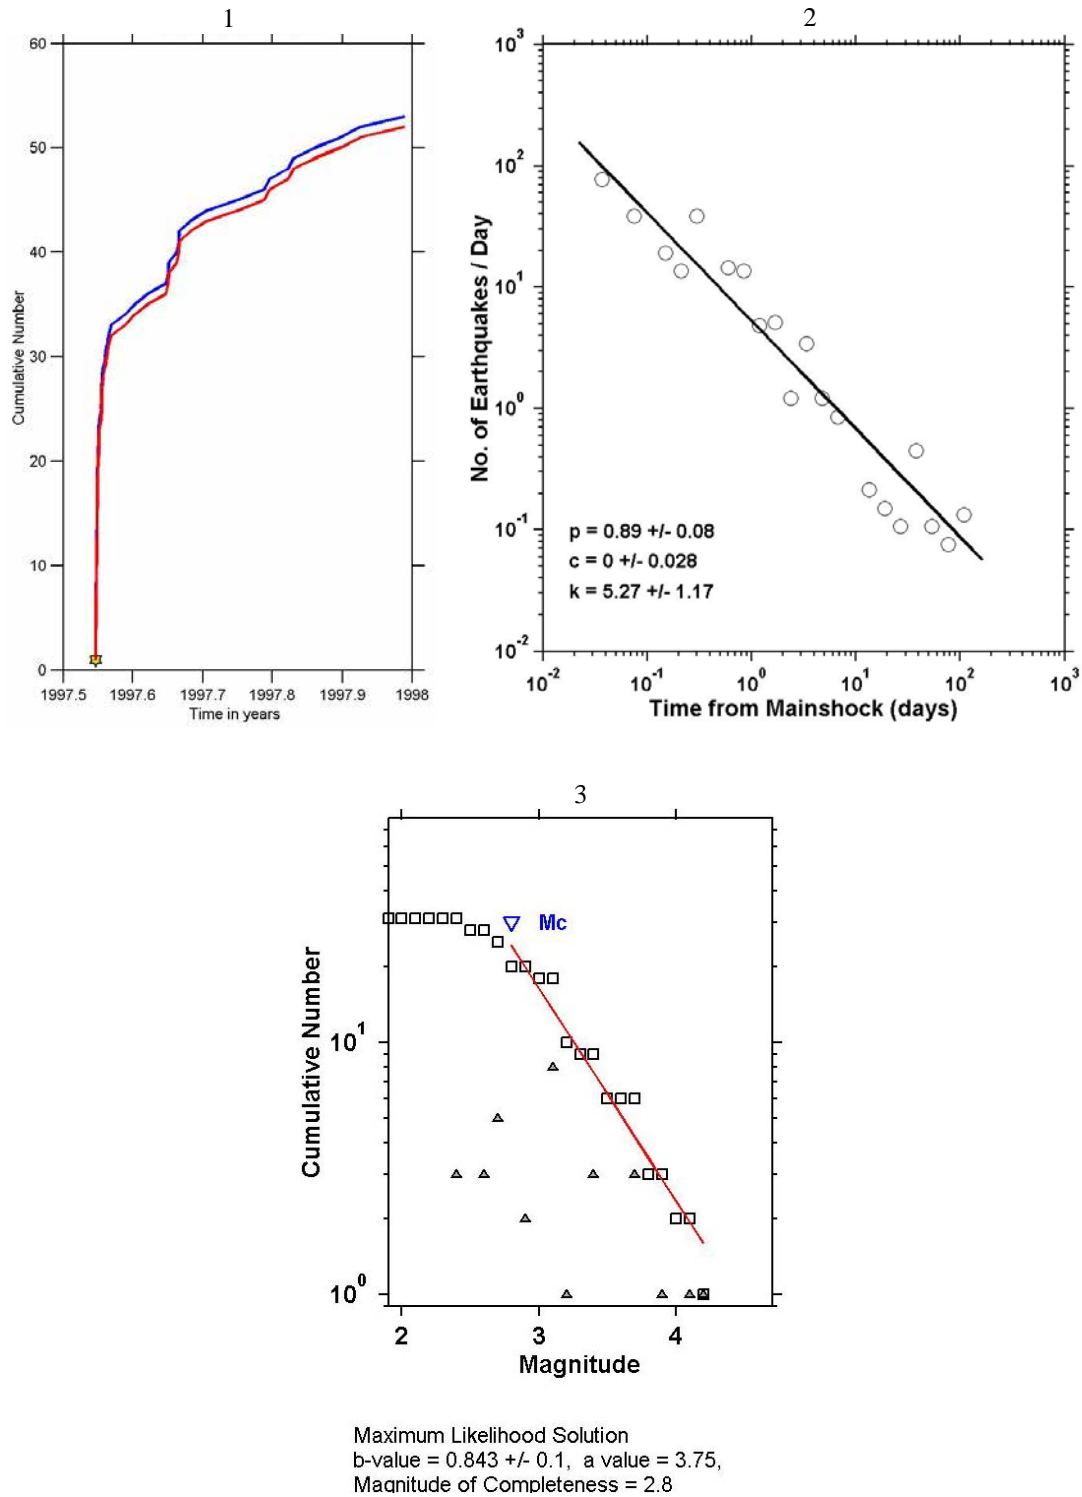 1
60
50
40
30
20
10
0
Cumulative Number
1997.5 1997.6 1997.7 1997.8 1997.9 1998
Time in years
2
10^3
10^2
10^1
10^0
10^-1
10^-2
No. of Earthquakes / Day
p = 0.89 +/- 0.08
c = 0 +/- 0.028
k = 5.27 +/- 1.17
10^-2 10^-1 10^0 10^1 10^2 10^3
Time from Mainshock (days)
3
Mc
10^1
10^0
Cumulative Number
2 3 4
Magnitude
Maximum Likelihood Solution
b-value = 0.843 +/- 0.1, a value = 3.75,
Magnitude of Completeness = 2.8